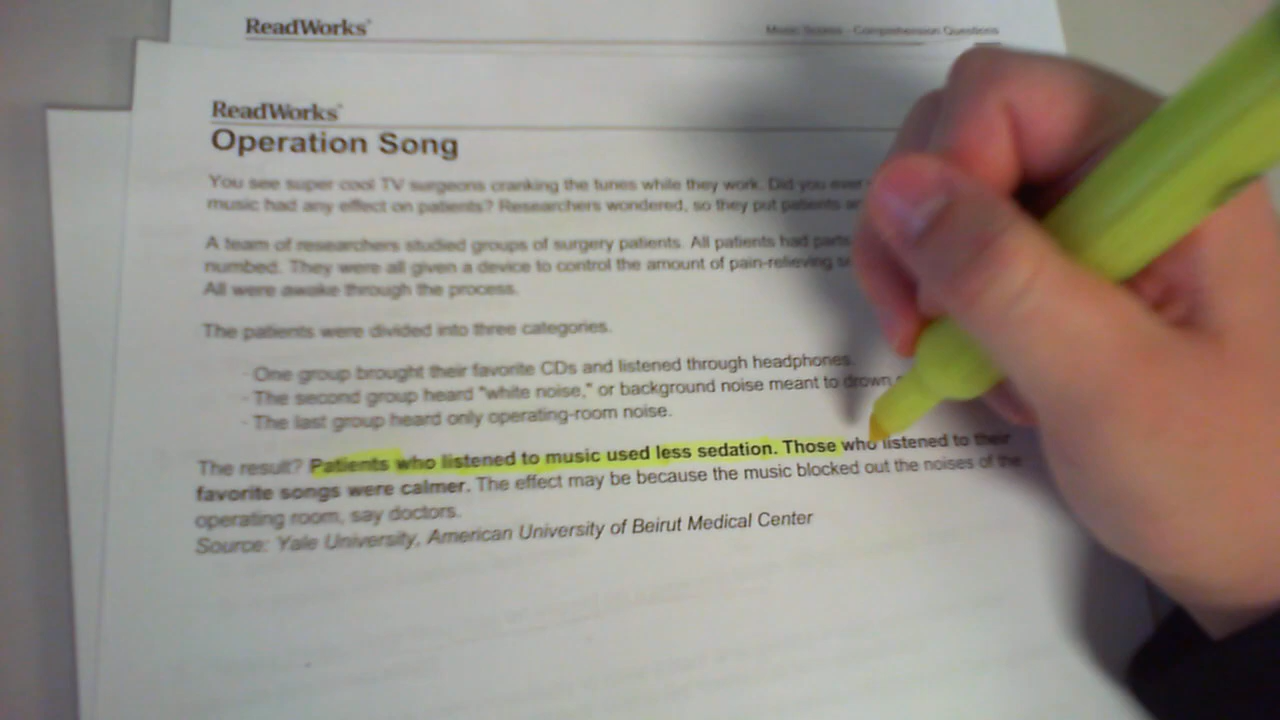 ReadWorks®
Music Scores - Comprehension Questions
ReadWorks®
Operation Song
You see super cool TV surgeons cranking the tunes while they work. Did you ever
music had any effect on patients? Researchers wondered, so they put patients
A team of researchers studied groups of surgery patients. All patients had parts
numbed. They were all given a device to control the amount of pain-relieving
All were awake through the process.
The patients were divided into three categories.
- One group brought their favorite CDs and listened through headphones.
- The second group heard "white noise," or background noise meant to drown
- The last group heard only operating-room noise.
The result? Patients who listened to music used less sedation. Those who listened to their
favorite songs were calmer. The effect may be because the music blocked out the noises of the
operating room, say doctors.
Source: Yale University, American University of Beirut Medical Center